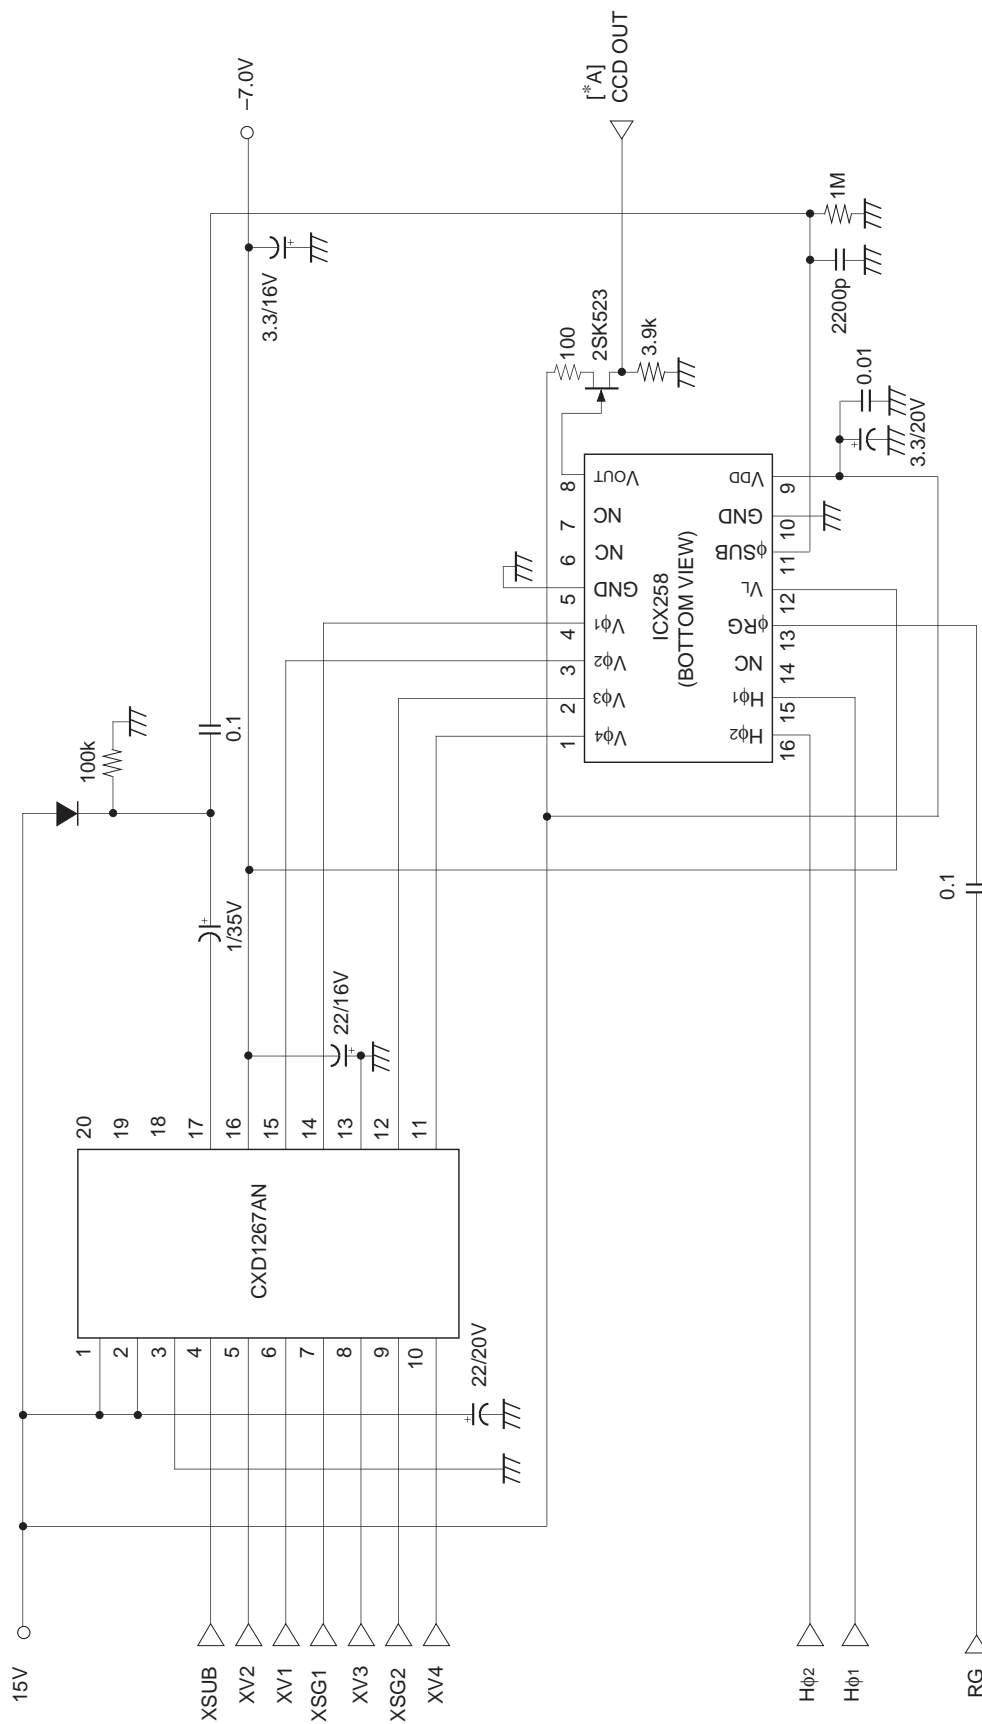 15V
XSUB
XV2
XV1
XSG1
XV3
XSG2
XV4
Hϕ2
Hϕ1
RG
22/20V
1
2
3
4
5
6
7
8
9
10
CXD1267AN
20
19
18
17
16
15
14
13
12
11
22/16V
1/35V
100k
0.1
0.1
3.3/16V
–7.0V
ICX258
(BOTTOM VIEW)
1
2
3
4
5
6
7
8
Vϕ4
Vϕ3
Vϕ2
Vϕ1
GND
NC
NC
VOUT
Hϕ2
Hϕ1
NC
ϕRG
VL
ϕSUB
GND
VDD
16
15
14
13
12
11
10
9
100
2SK523
3.9k
[*A]
CCD OUT
3.3/20V
0.01
2200p
1M